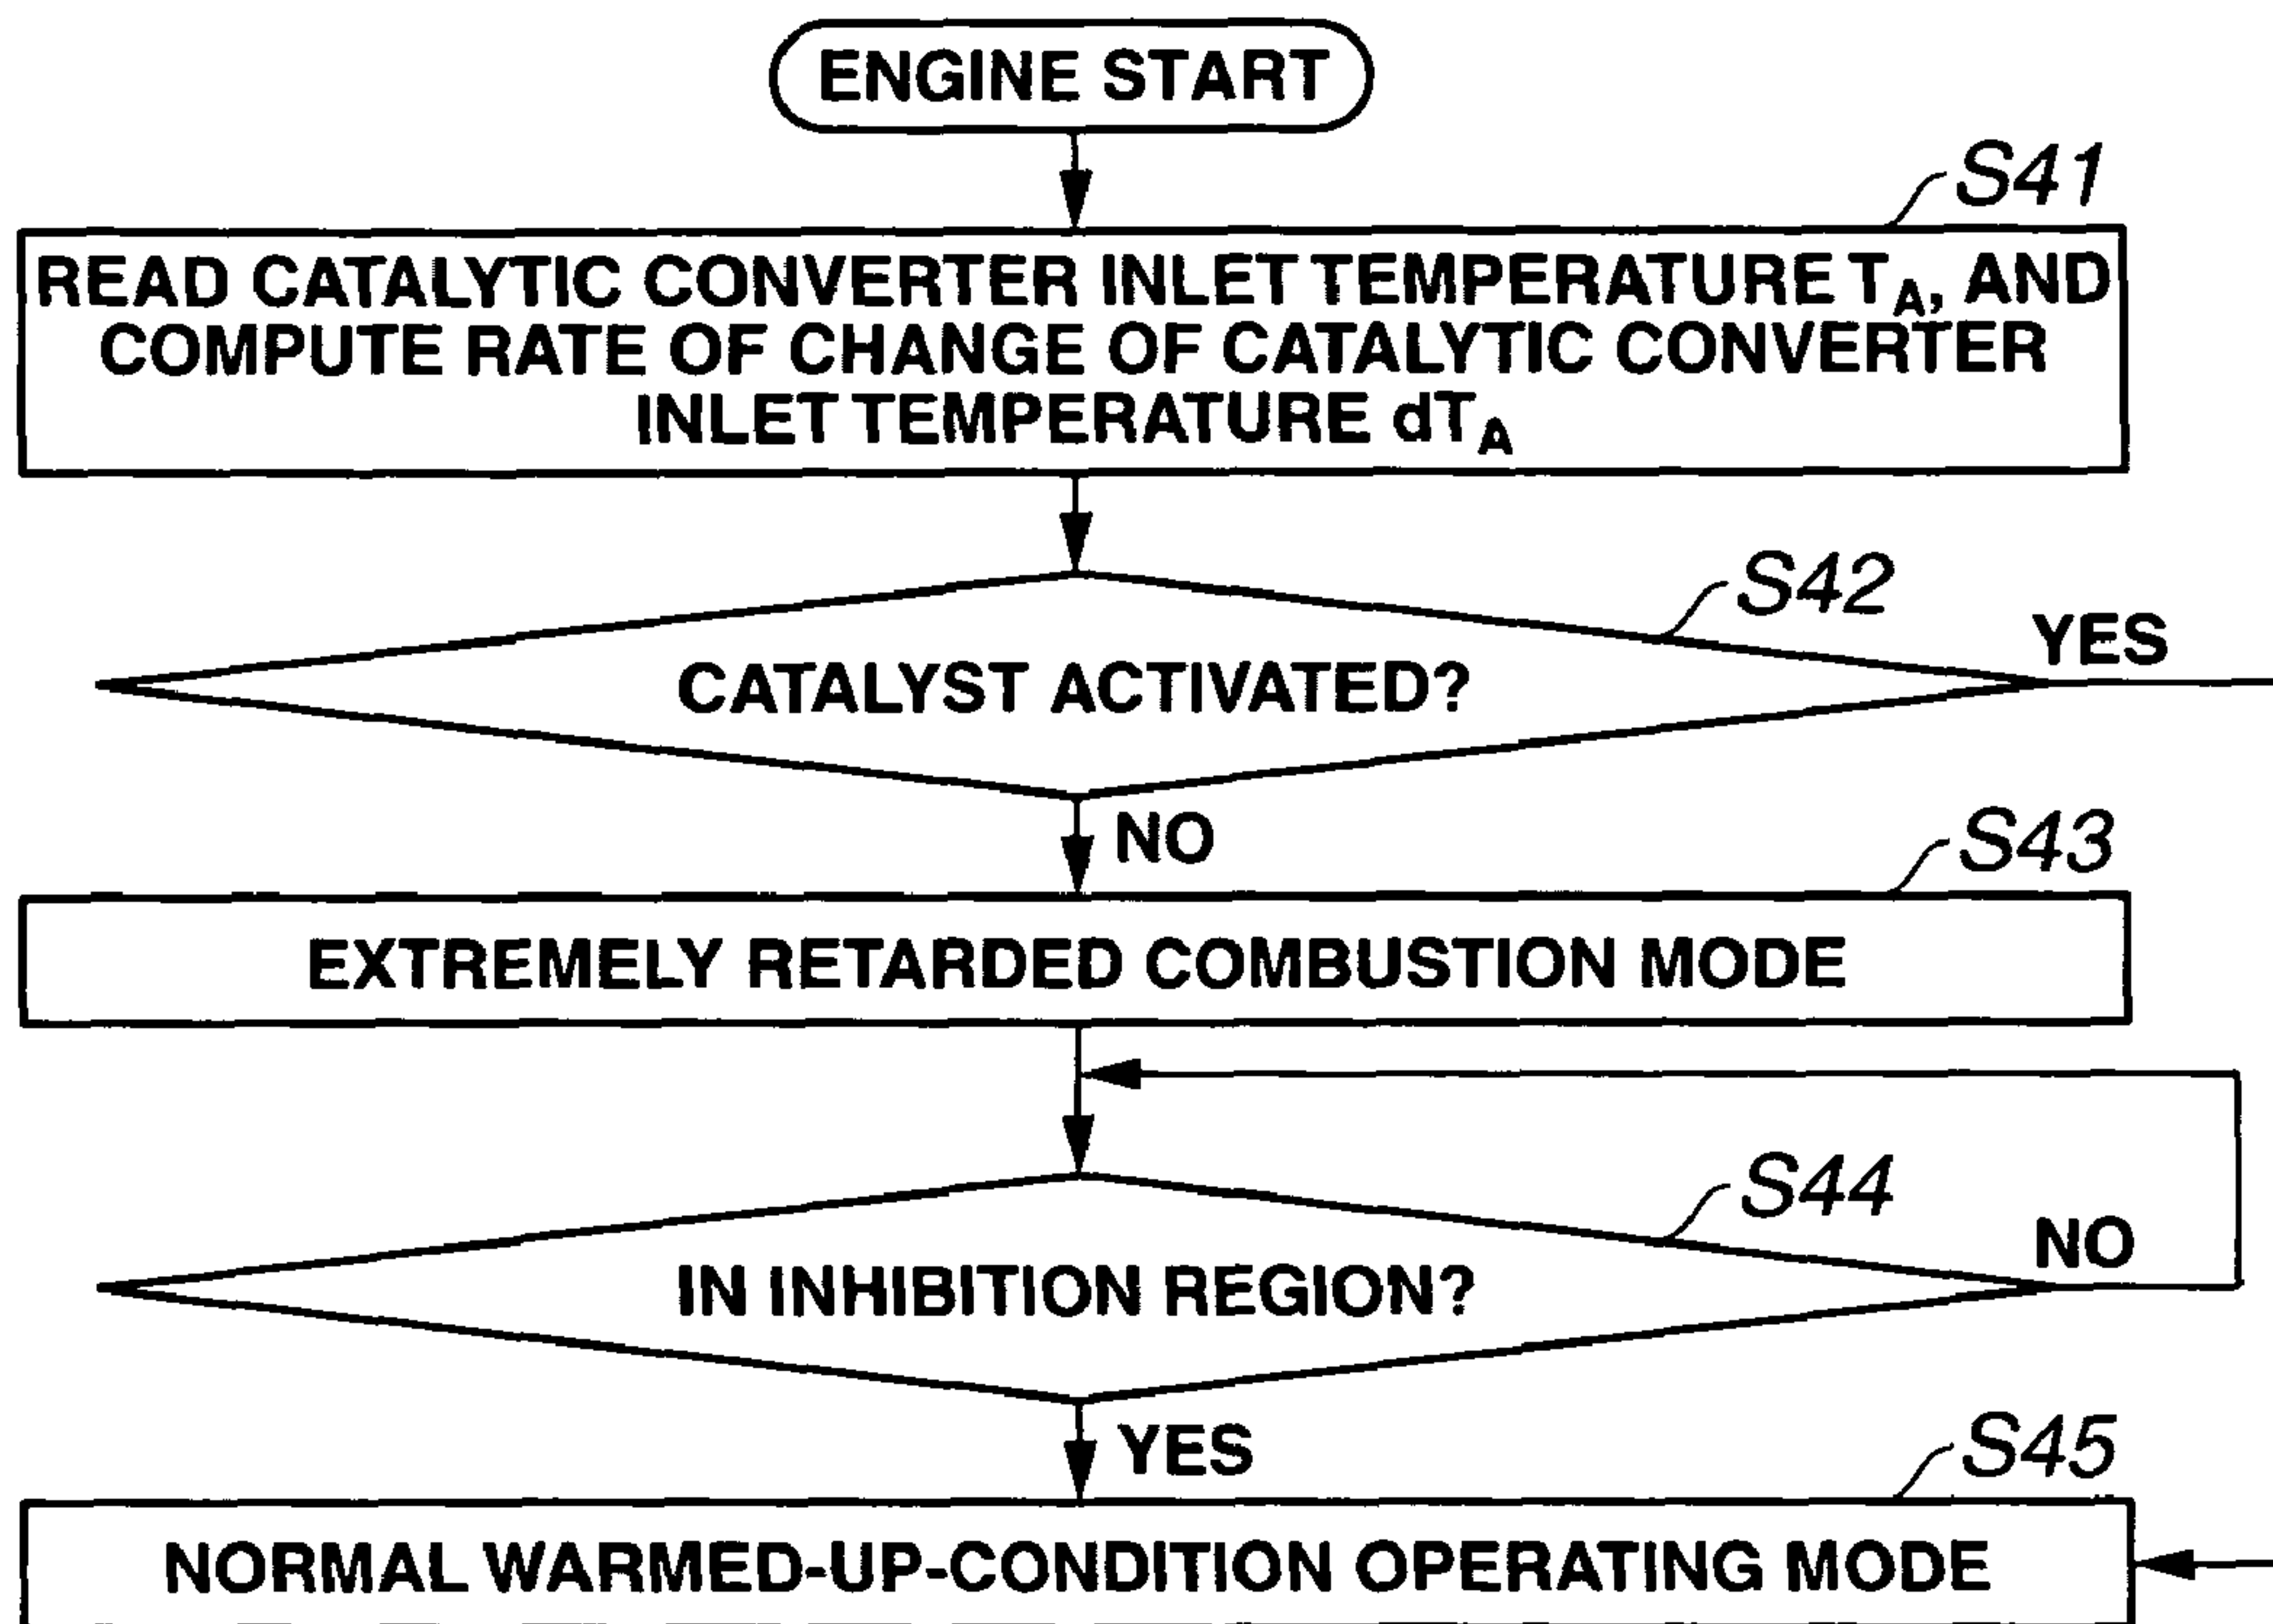 ENGINE START
S41
READ CATALYTIC CONVERTER INLET TEMPERATURE TA, AND
COMPUTE RATE OF CHANGE OF CATALYTIC CONVERTER
INLET TEMPERATURE dTA
S42
YES
CATALYST ACTIVATED?
NO
S43
EXTREMELY RETARDED COMBUSTION MODE
S44
NO
IN INHIBITION REGION?
YES
S45
NORMAL WARMED-UP-CONDITION OPERATING MODE